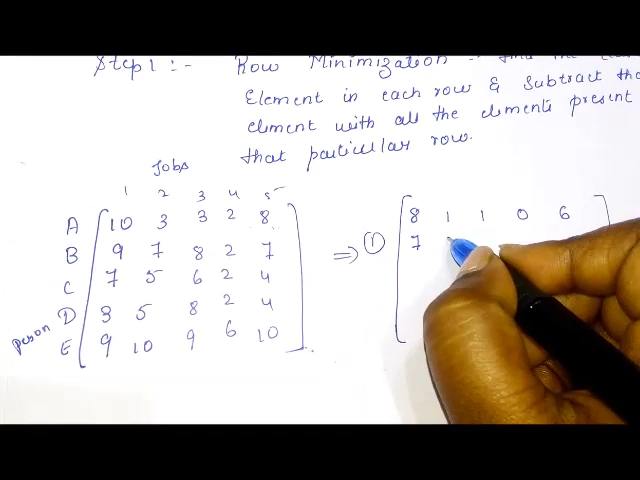 Step 1 :- Row Minimization :- find the
Element in each row & subtract that
element with all the elements present
that particular row.
Jobs
1 2 3 4 5
A 10 3 3 2 8
B 9 7 8 2 7
C 7 5 6 2 4
person D 3 5 8 2 4
E 9 10 9 6 10
⇒ ① 8 1 1 0 6
7